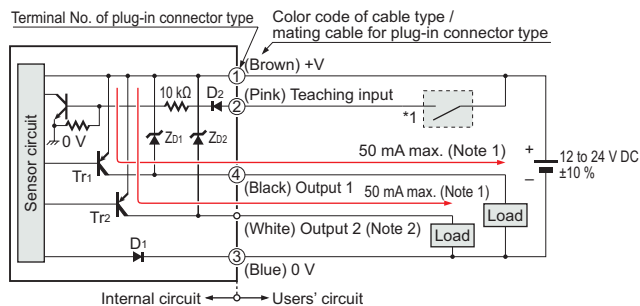 Terminal No. of plug-in connector type
Color code of cable type /
mating cable for plug-in connector type
1
(Brown) +V
10 kΩ
D2
2
(Pink) Teaching input
*1
0 V
ZD1
ZD2
Sensor circuit
Tr1
50 mA max. (Note 1)
12 to 24 V DC
±10 %
+
–
4
(Black) Output 1
50 mA max. (Note 1)
Load
Tr2
(White) Output 2 (Note 2)
Load
D1
3
(Blue) 0 V
Internal circuit
Users' circuit